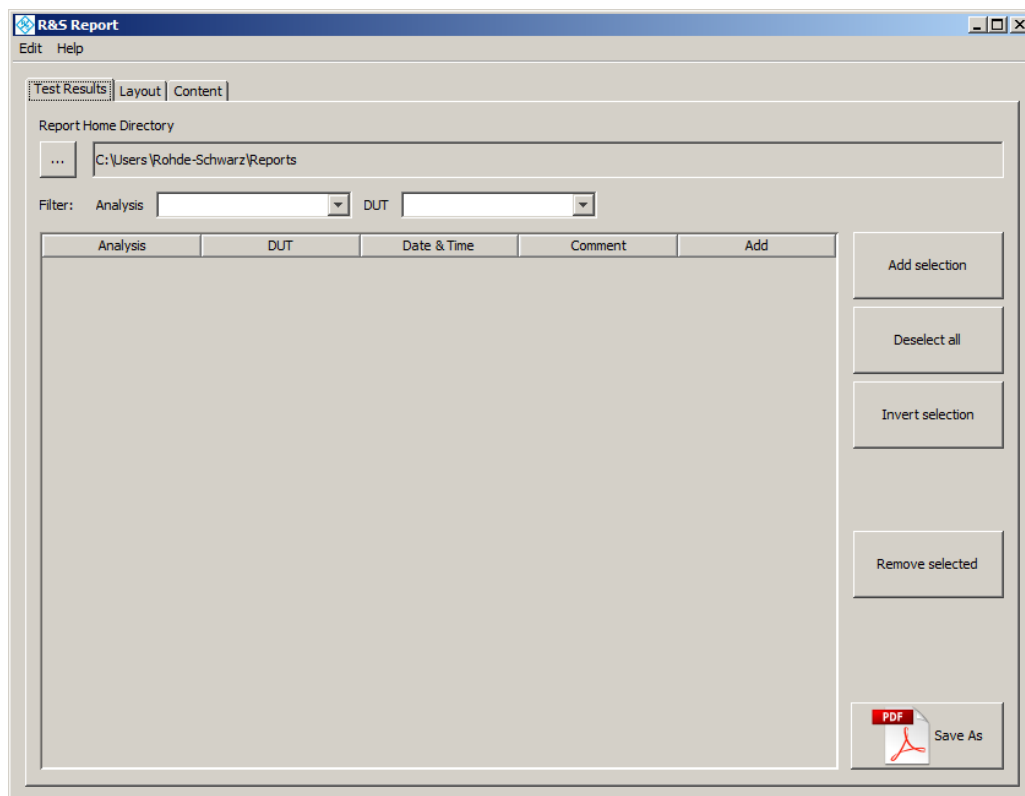 R&S Report
Edit Help
Test Results Layout Content
Report Home Directory
... C:\Users\Rohde-Schwarz\Reports
Filter: Analysis DUT
Analysis DUT Date & Time Comment Add
Add selection
Deselect all
Invert selection
Remove selected
PDF Save As